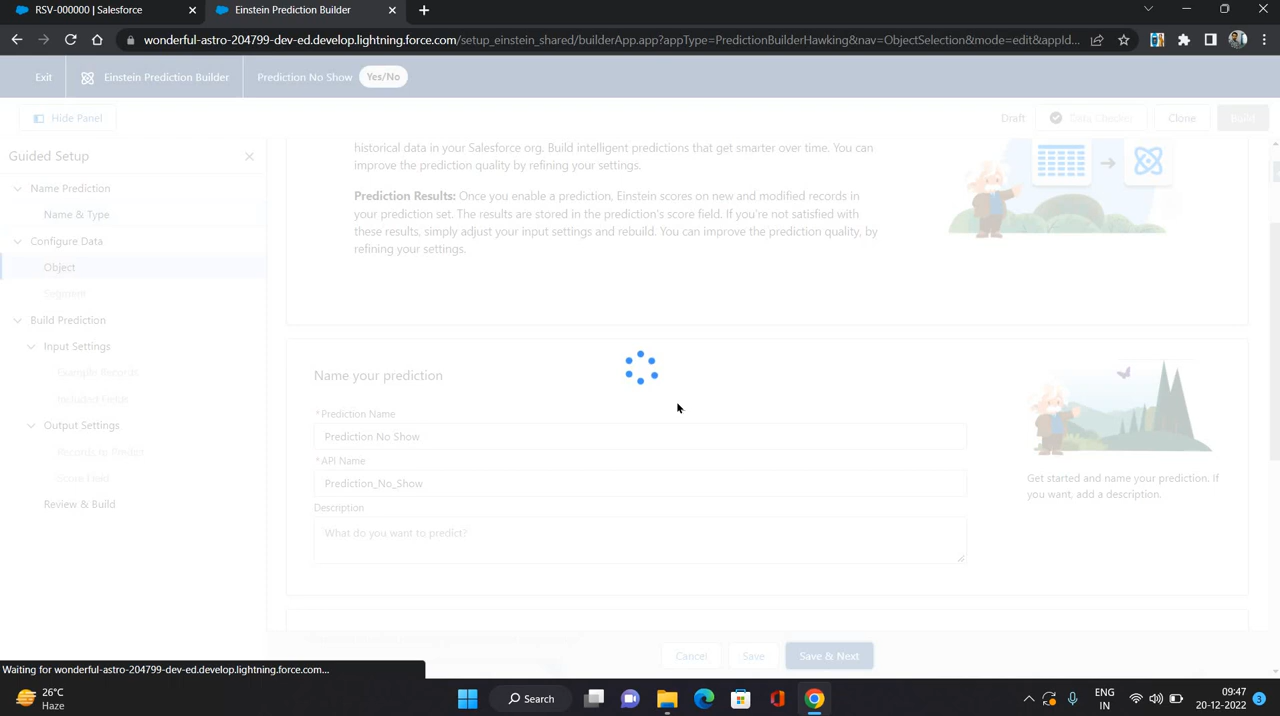 RSV-000000 | Salesforce
Einstein Prediction Builder
wonderful-astro-204799-dev-ed.develop.lightning.force.com/setup_einstein_shared/builderApp.app?appType=PredictionBuilderHawking&nav=ObjectSelection&mode=edit&appId...
Exit
Einstein Prediction Builder
Prediction No Show
Yes/No
Hide Panel
Draft
Data Checker
Clone
Build
Guided Setup
Name Prediction
Name & Type
Configure Data
Object
Segment
Build Prediction
Input Settings
Example Records
Included Fields
Output Settings
Records to Predict
Score Field
Review & Build
historical data in your Salesforce org. Build intelligent predictions that get smarter over time. You can
improve the prediction quality by refining your settings.
Prediction Results: Once you enable a prediction, Einstein scores on new and modified records in
your prediction set. The results are stored in the prediction's score field. If you're not satisfied with
these results, simply adjust your input settings and rebuild. You can improve the prediction quality, by
refining your settings.
Name your prediction
* Prediction Name
Prediction No Show
* API Name
Prediction_No_Show
Description
What do you want to predict?
Get started and name your prediction. If
you want, add a description.
Cancel
Save
Save & Next
Waiting for wonderful-astro-204799-dev-ed.develop.lightning.force.com...
26°C
Haze
Search
ENG
IN
09:47
20-12-2022
3